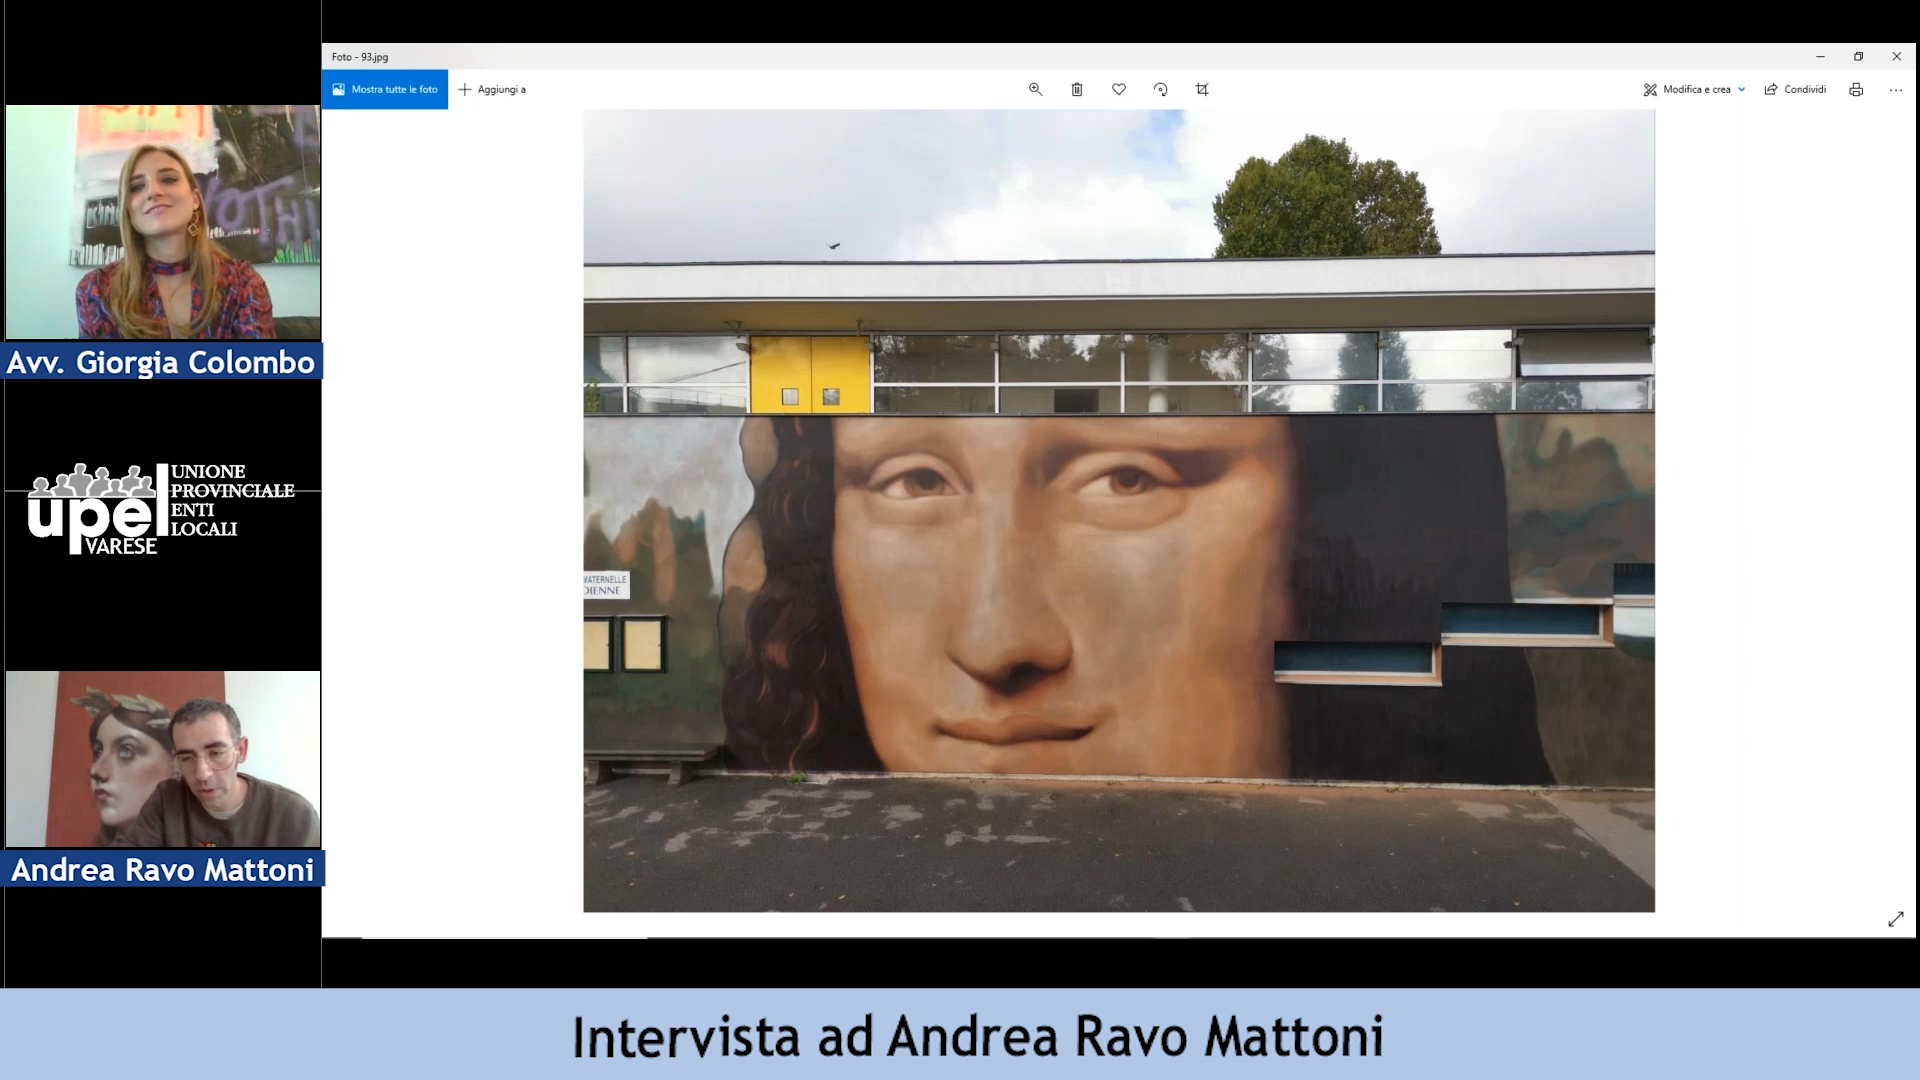 Foto - 93.jpg
Mostra tutte le foto
Aggiungi a
Modifica e crea
Condividi
Avv. Giorgia Colombo
upel
VARESE
UNIONE
PROVINCIALE
ENTI
LOCALI
MATERNELLE
Andrea Ravo Mattoni
Intervista ad Andrea Ravo Mattoni